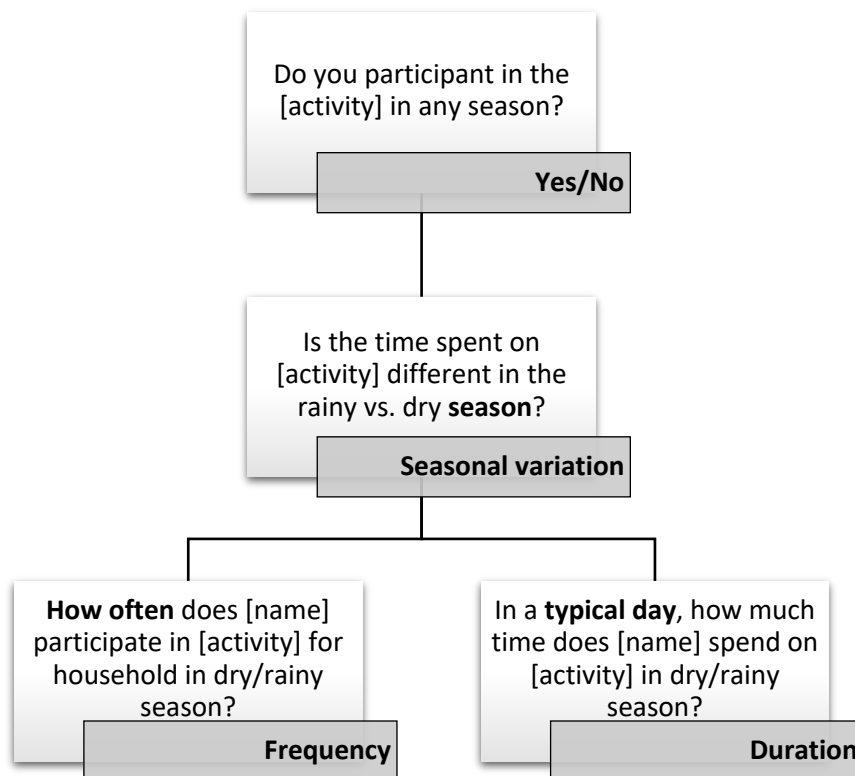 Do you participant in the
[activity] in any season?
Yes/No
Is the time spent on
[activity] different in the
rainy vs. dry season?
Seasonal variation
How often does [name]
participate in [activity] for
household in dry/rainy
season?
Frequency
In a typical day, how much
time does [name] spend on
[activity] in dry/rainy
season?
Duration